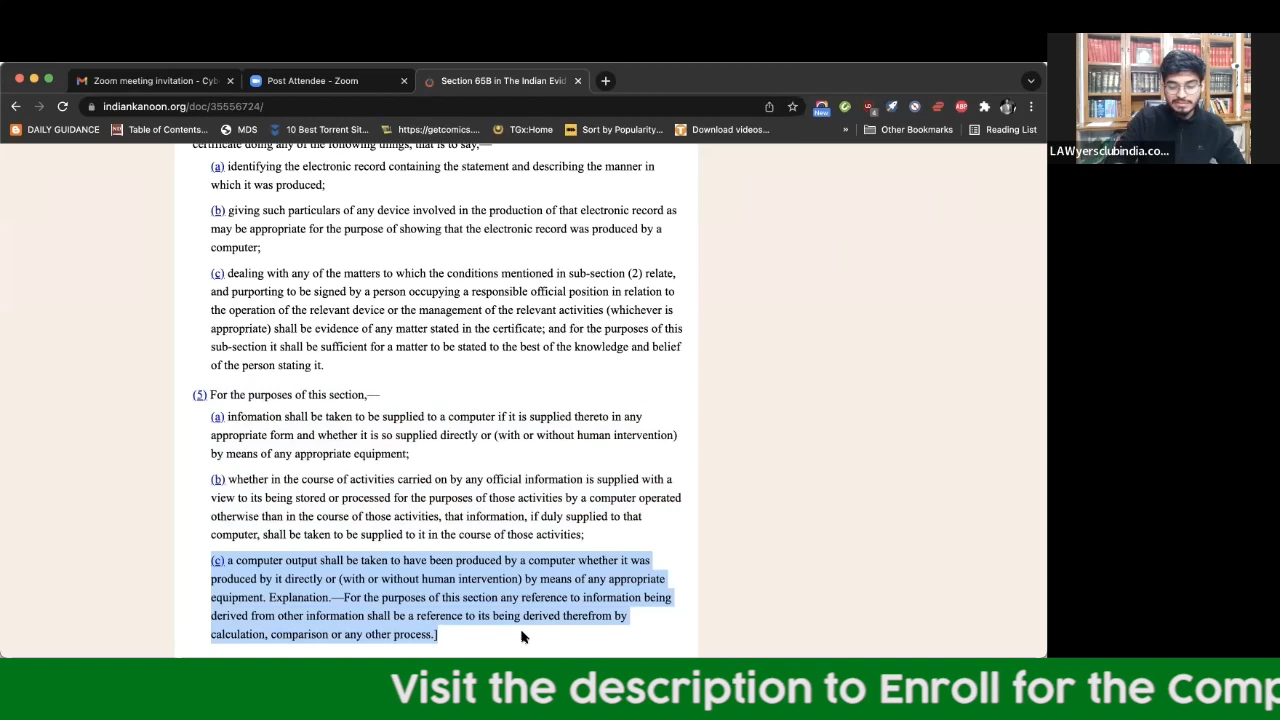 Zoom meeting invitation - Cyb
Post Attendee - Zoom
Section 65B in The Indian Evid
indiankanoon.org/doc/35556724/
New
4
ABP
DAILY GUIDANCE
Table of Contents...
MDS
10 Best Torrent Sit...
https://getcomics....
TGx:Home
Sort by Popularity...
Download videos...
»
Other Bookmarks
Reading List
LAWyersclubindia.co...
certificate doing any of the following things, that is to say,—
(a) identifying the electronic record containing the statement and describing the manner in
which it was produced;
(b) giving such particulars of any device involved in the production of that electronic record as
may be appropriate for the purpose of showing that the electronic record was produced by a
computer;
(c) dealing with any of the matters to which the conditions mentioned in sub-section (2) relate,
and purporting to be signed by a person occupying a responsible official position in relation to
the operation of the relevant device or the management of the relevant activities (whichever is
appropriate) shall be evidence of any matter stated in the certificate; and for the purposes of this
sub-section it shall be sufficient for a matter to be stated to the best of the knowledge and belief
of the person stating it.
(5) For the purposes of this section,—
(a) infomation shall be taken to be supplied to a computer if it is supplied thereto in any
appropriate form and whether it is so supplied directly or (with or without human intervention)
by means of any appropriate equipment;
(b) whether in the course of activities carried on by any official information is supplied with a
view to its being stored or processed for the purposes of those activities by a computer operated
otherwise than in the course of those activities, that information, if duly supplied to that
computer, shall be taken to be supplied to it in the course of those activities;
(c) a computer output shall be taken to have been produced by a computer whether it was
produced by it directly or (with or without human intervention) by means of any appropriate
equipment. Explanation.—For the purposes of this section any reference to information being
derived from other information shall be a reference to its being derived therefrom by
calculation, comparison or any other process.]
Visit the description to Enroll for the Comp